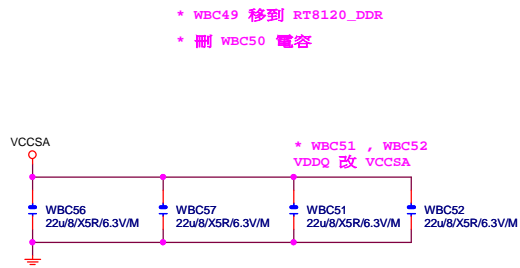 * WBC49 移到 RT8120_DDR
* 刪 WBC50 電容
VCCSA
* WBC51 , WBC52
VDDQ 改 VCCSA
WBC56
22u/8/X5R/6.3V/M
WBC57
22u/8/X5R/6.3V/M
WBC51
22u/8/X5R/6.3V/M
WBC52
22u/8/X5R/6.3V/M